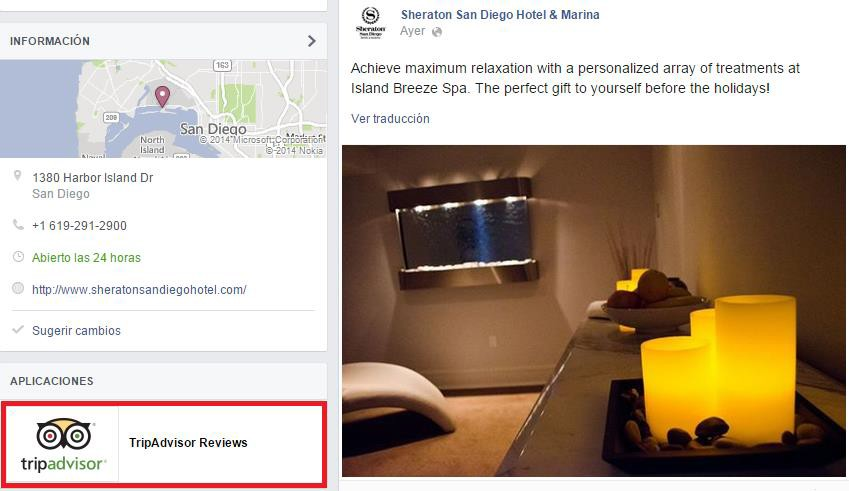 INFORMACIÓN
163
209
209
San Diego
North
Island
© 2014 Microsoft Corporation
© 2014 Nokia
1380 Harbor Island Dr
San Diego
+1 619-291-2900
Abierto las 24 horas
http://www.sheratonsandiegohotel.com/
Sugerir cambios
APLICACIONES
tripadvisor®
TripAdvisor Reviews
Sheraton
San Diego
Sheraton San Diego Hotel & Marina
Ayer
Achieve maximum relaxation with a personalized array of treatments at
Island Breeze Spa. The perfect gift to yourself before the holidays!
Ver traducción